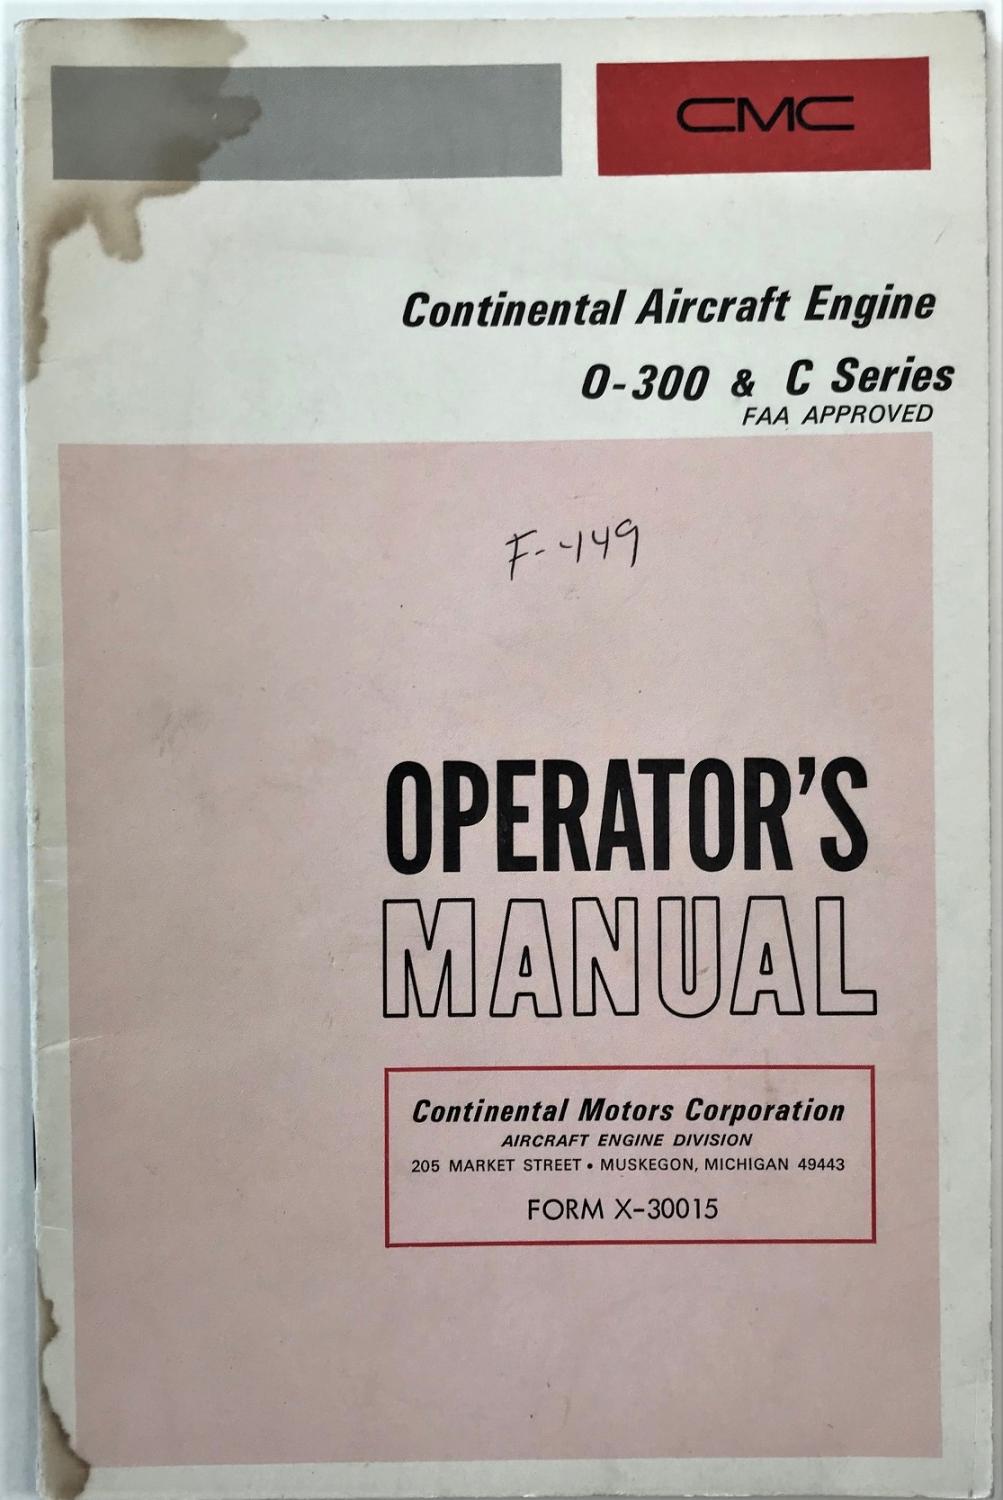 CMC
Continental Aircraft Engine
O-300 & C Series
FAA APPROVED
F-149
OPERATOR'S
MANUAL
Continental Motors Corporation
AIRCRAFT ENGINE DIVISION
205 MARKET STREET • MUSKEGON, MICHIGAN 49443
FORM X-30015